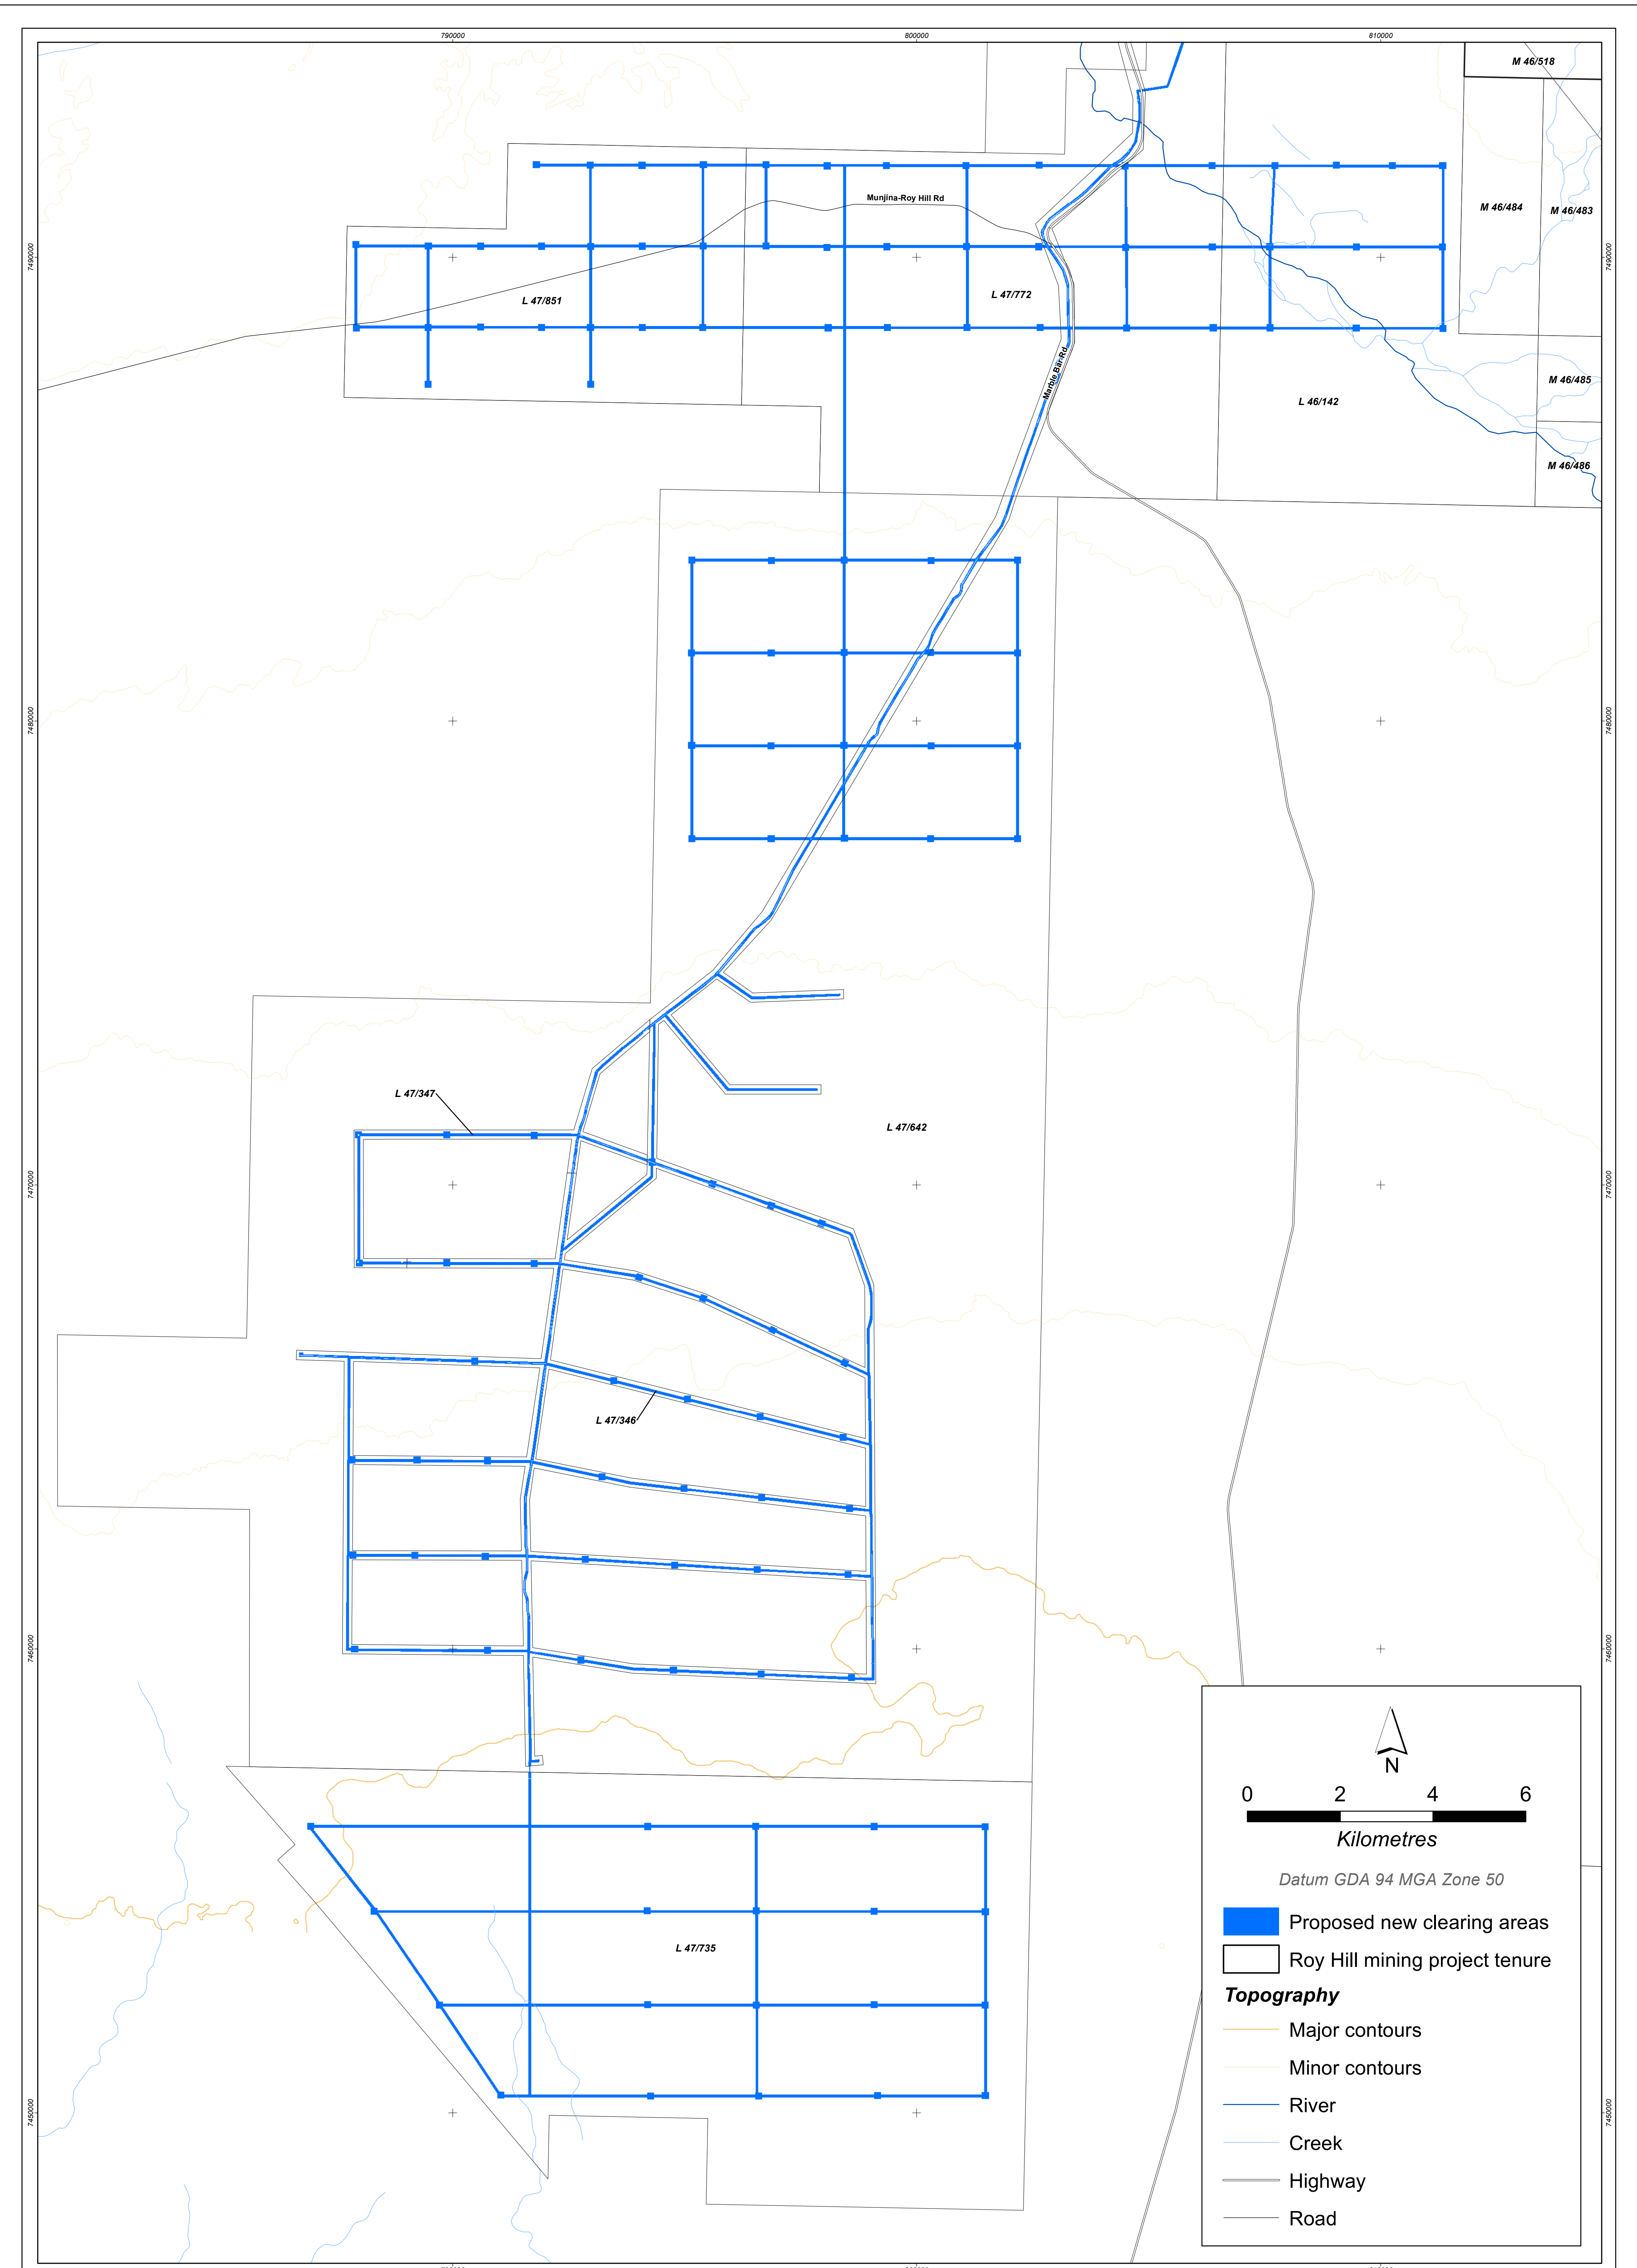 790000
800000
810000
M 46/518
Munjina-Roy Hill Rd
M 46/484
M 46/483
7490000
7490000
L 47/851
L 47/772
Marble Bar Rd
M 46/485
L 46/142
M 46/486
7480000
7480000
L 47/347
L 47/642
7470000
7470000
L 47/346
7460000
7460000
N
0 2 4 6
Kilometres
Datum GDA 94 MGA Zone 50
Proposed new clearing areas
L 47/735
Roy Hill mining project tenure
Topography
Major contours
Minor contours
River
7450000
7450000
Creek
Highway
Road